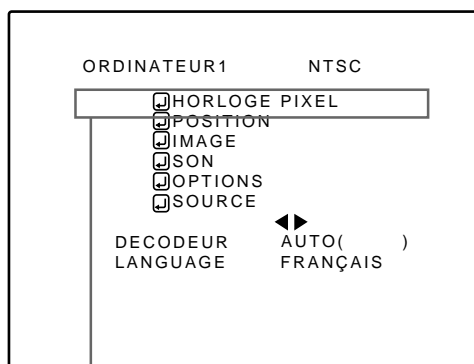 ORDINATEUR1 NTSC
HORLOGE PIXEL
POSITION
IMAGE
SON
OPTIONS
SOURCE
DECODEUR AUTO( )
LANGUAGE FRANÇAIS